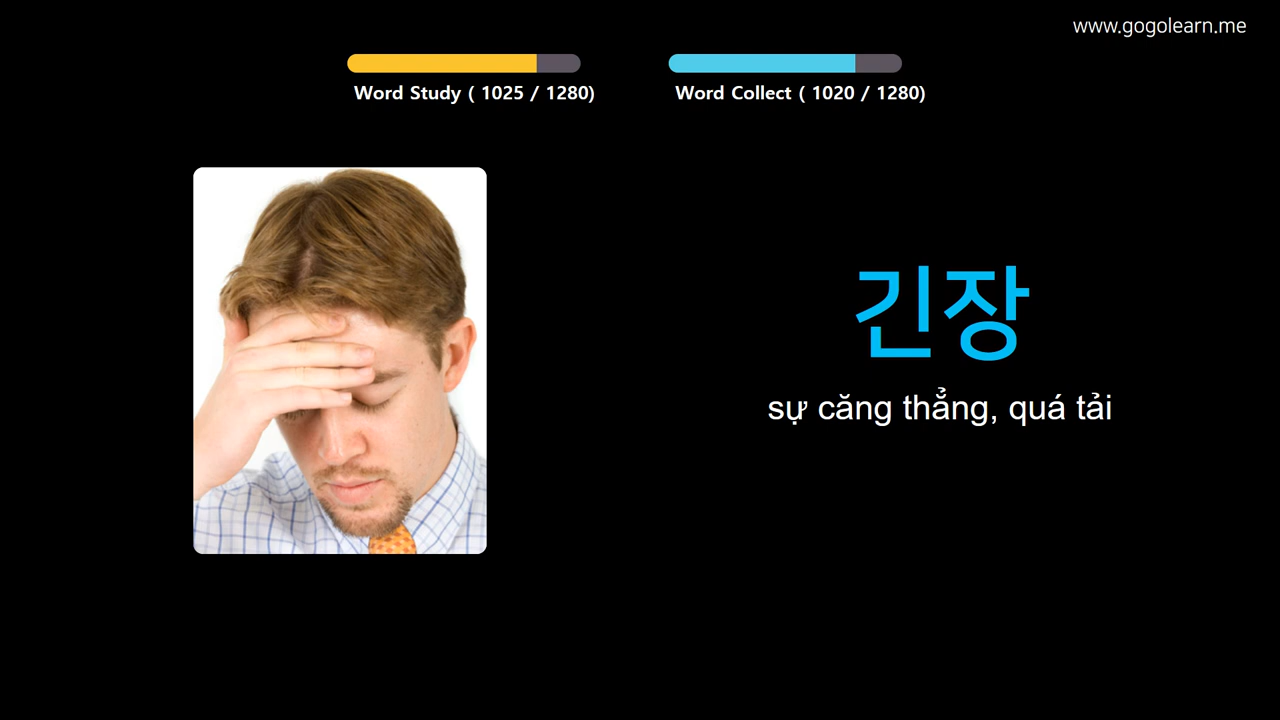 www.gogolearn.me
Word Study ( 1025 / 1280)
Word Collect ( 1020 / 1280)
긴장
sự căng thẳng, quá tải